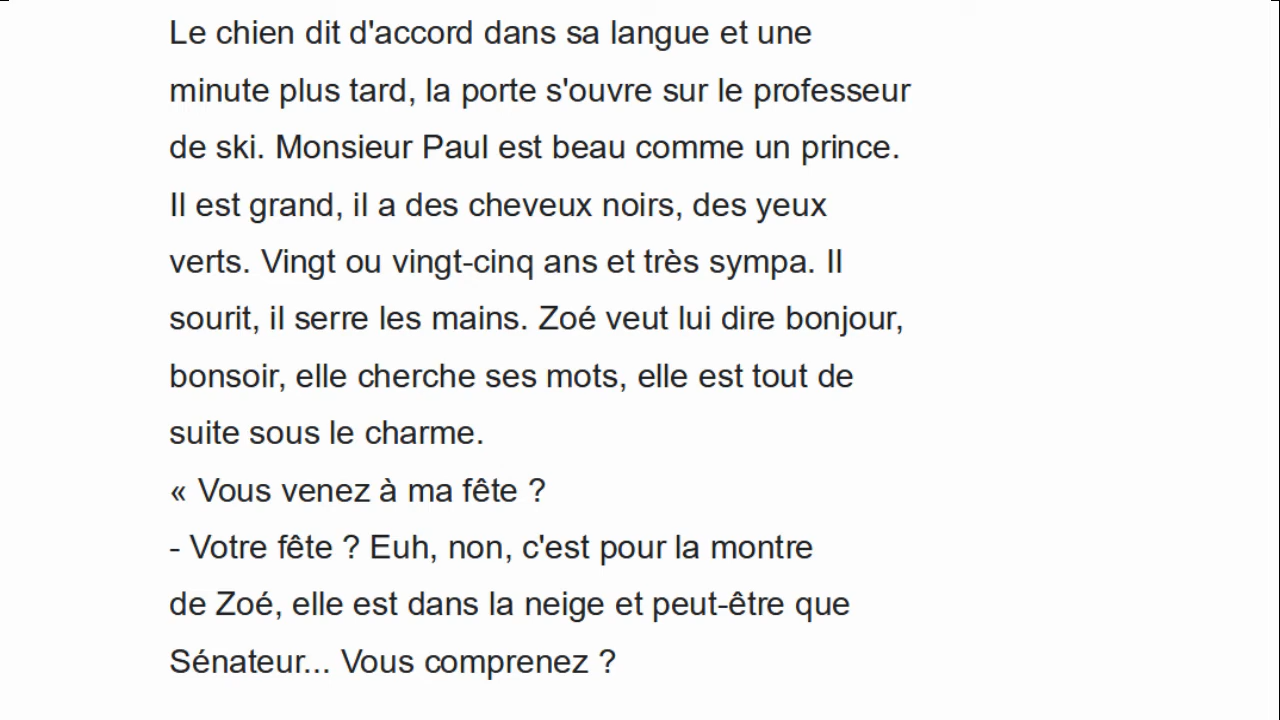 Le chien dit d'accord dans sa langue et une
minute plus tard, la porte s'ouvre sur le professeur
de ski. Monsieur Paul est beau comme un prince.
Il est grand, il a des cheveux noirs, des yeux
verts. Vingt ou vingt-cinq ans et très sympa. Il
sourit, il serre les mains. Zoé veut lui dire bonjour,
bonsoir, elle cherche ses mots, elle est tout de
suite sous le charme.
« Vous venez à ma fête ?
- Votre fête ? Euh, non, c'est pour la montre
de Zoé, elle est dans la neige et peut-être que
Sénateur... Vous comprenez ?